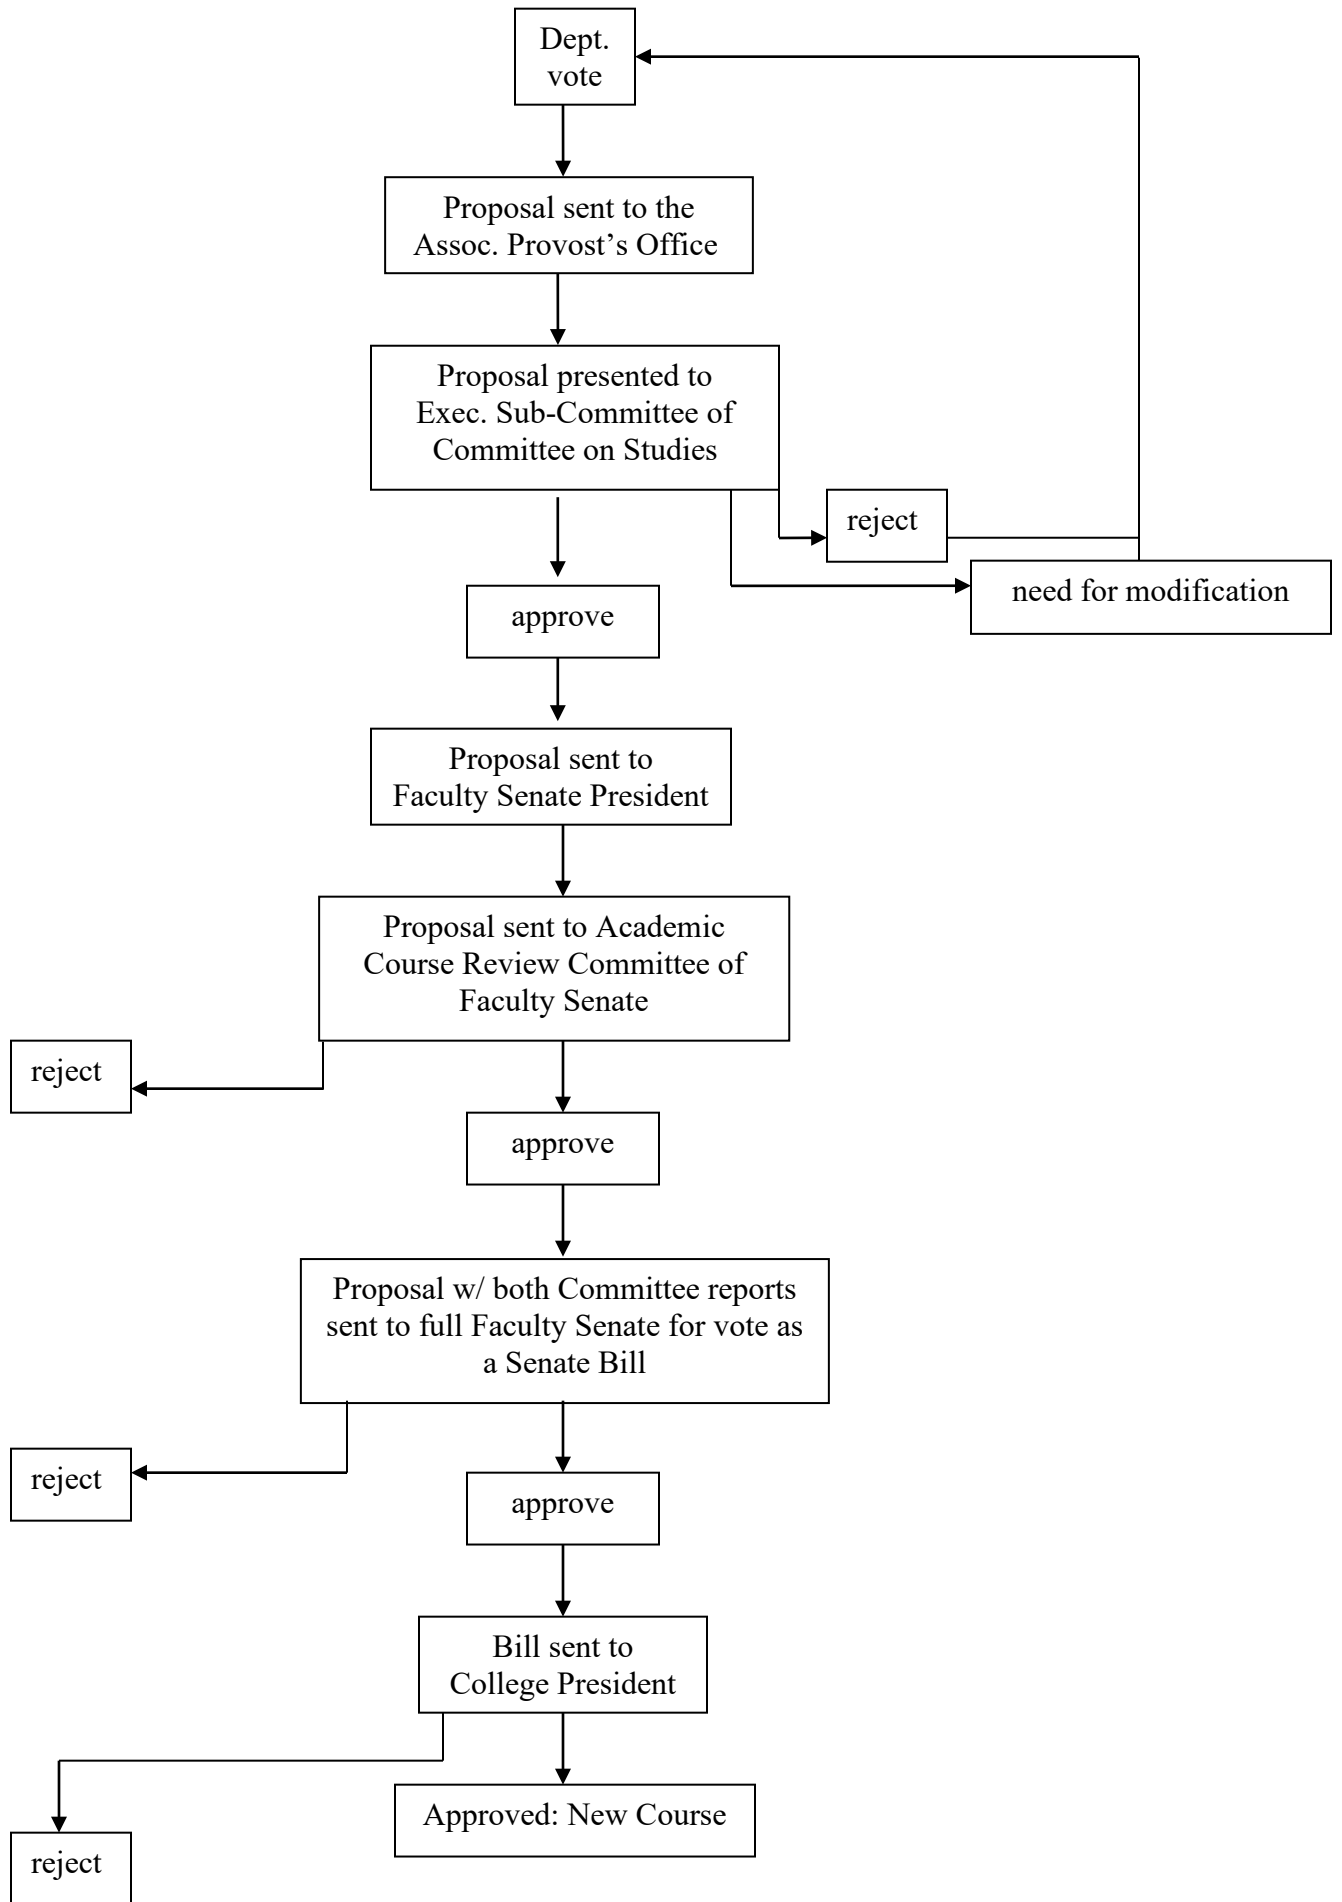 Dept.
vote
Proposal sent to the
Assoc. Provost’s Office
Proposal presented to
Exec. Sub-Committee of
Committee on Studies
reject
need for modification
approve
Proposal sent to
Faculty Senate President
Proposal sent to Academic
Course Review Committee of
Faculty Senate
reject
approve
Proposal w/ both Committee reports
sent to full Faculty Senate for vote as
a Senate Bill
reject
approve
Bill sent to
College President
Approved: New Course
reject